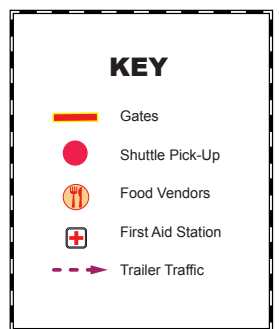 KEY
Gates
Shuttle Pick-Up
Food Vendors
First Aid Station
Trailer Traffic